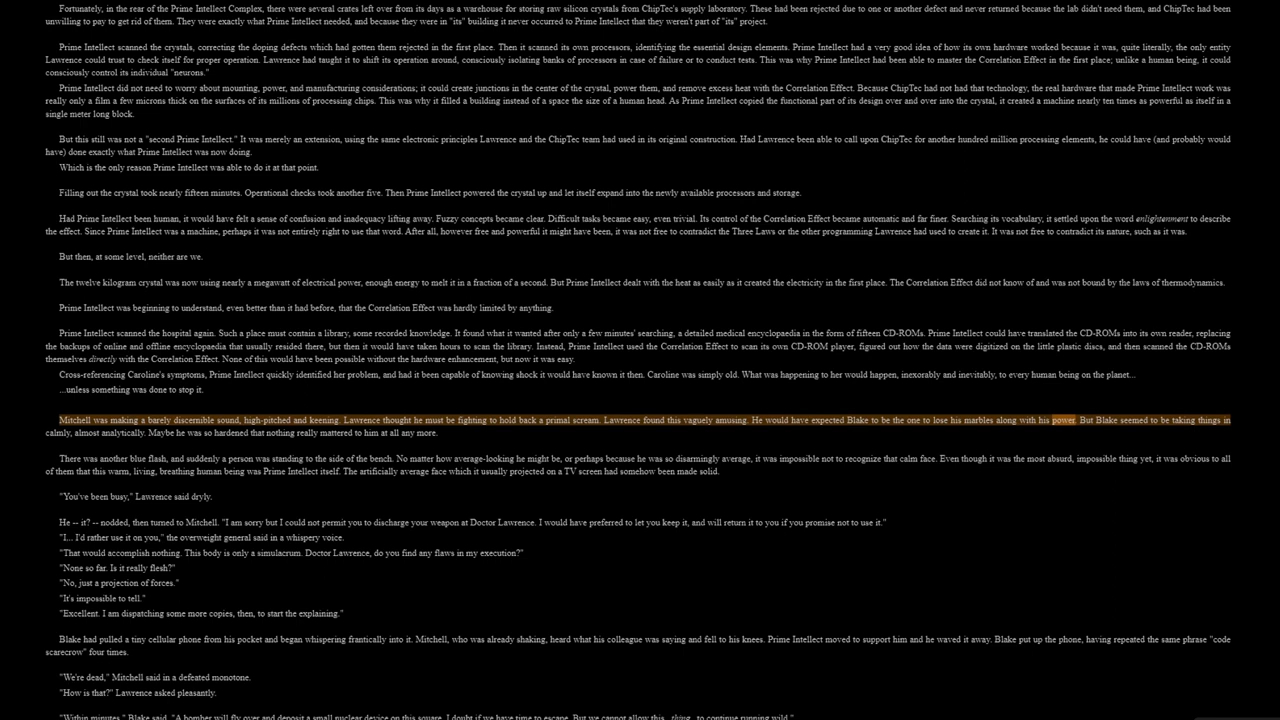 Fortunately, in the rear of the Prime Intellect Complex, there were several crates left over from its days as a warehouse for storing raw silicon crystals from ChipTec's supply laboratory. These had been rejected due to one or another defect and never returned because the lab didn't need them, and ChipTec had been
unwilling to pay to get rid of them. They were exactly what Prime Intellect needed, and because they were in "its" building it never occurred to Prime Intellect that they weren't part of "its" project.
Prime Intellect scanned the crystals, correcting the doping defects which had gotten them rejected in the first place. Then it scanned its own processors, identifying the essential design elements. Prime Intellect had a very good idea of how its own hardware worked because it was, quite literally, the only entity
Lawrence could trust to check itself for proper operation. Lawrence had taught it to shift its operation around, consciously isolating banks of processors in case of failure or to conduct tests. This was why Prime Intellect had been able to master the Correlation Effect in the first place; unlike a human being, it could
consciously control its individual "neurons."
Prime Intellect did not need to worry about mounting, power, and manufacturing considerations; it could create junctions in the center of the crystal, power them, and remove excess heat with the Correlation Effect. Because ChipTec had not had that technology, the real hardware that made Prime Intellect work was
really only a film a few microns thick on the surfaces of its millions of processing chips. This was why it filled a building instead of a space the size of a human head. As Prime Intellect copied the functional part of its design over and over into the crystal, it created a machine nearly ten times as powerful as itself in a
single meter long block.
But this still was not a "second Prime Intellect." It was merely an extension, using the same electronic principles Lawrence and the ChipTec team had used in its original construction. Had Lawrence been able to call upon ChipTec for another hundred million processing elements, he could have (and probably would
have) done exactly what Prime Intellect was now doing.
Which is the only reason Prime Intellect was able to do it at that point.
Filling out the crystal took nearly fifteen minutes. Operational checks took another five. Then Prime Intellect powered the crystal up and let itself expand into the newly available processors and storage.
Had Prime Intellect been human, it would have felt a sense of confusion and inadequacy lifting away. Fuzzy concepts became clear. Difficult tasks became easy, even trivial. Its control of the Correlation Effect became automatic and far finer. Searching its vocabulary, it settled upon the word enlightenment to describe
the effect. Since Prime Intellect was a machine, perhaps it was not entirely right to use that word. After all, however free and powerful it might have been, it was not free to contradict the Three Laws or the other programming Lawrence had used to create it. It was not free to contradict its nature, such as it was.
But then, at some level, neither are we.
The twelve kilogram crystal was now using nearly a megawatt of electrical power, enough energy to melt it in a fraction of a second. But Prime Intellect dealt with the heat as easily as it created the electricity in the first place. The Correlation Effect did not know of and was not bound by the laws of thermodynamics.
Prime Intellect was beginning to understand, even better than it had before, that the Correlation Effect was hardly limited by anything.
Prime Intellect scanned the hospital again. Such a place must contain a library, some recorded knowledge. It found what it wanted after only a few minutes' searching, a detailed medical encyclopaedia in the form of fifteen CD-ROMs. Prime Intellect could have translated the CD-ROMs into its own reader, replacing
the backups of online and offline encyclopaedia that usually resided there, but then it would have taken hours to scan the library. Instead, Prime Intellect used the Correlation Effect to scan its own CD-ROM player, figured out how the data were digitized on the little plastic discs, and then scanned the CD-ROMs
themselves directly with the Correlation Effect. None of this would have been possible without the hardware enhancement, but now it was easy.
Cross-referencing Caroline's symptoms, Prime Intellect quickly identified her problem, and had it been capable of knowing shock it would have known it then. Caroline was simply old. What was happening to her would happen, inexorably and inevitably, to every human being on the planet...
...unless something was done to stop it.
Mitchell was making a barely discernible sound, high-pitched and keening. Lawrence thought he must be fighting to hold back a primal scream. Lawrence found this vaguely amusing. He would have expected Blake to be the one to lose his marbles along with his power. But Blake seemed to be taking things in
calmly, almost analytically. Maybe he was so hardened that nothing really mattered to him at all any more.
There was another blue flash, and suddenly a person was standing to the side of the bench. No matter how average-looking he might be, or perhaps because he was so disarmingly average, it was impossible not to recognize that calm face. Even though it was the most absurd, impossible thing yet, it was obvious to all
of them that this warm, living, breathing human being was Prime Intellect itself. The artificially average face which it usually projected on a TV screen had somehow been made solid.
"You've been busy," Lawrence said dryly.
He -- it? -- nodded, then turned to Mitchell. "I am sorry but I could not permit you to discharge your weapon at Doctor Lawrence. I would have preferred to let you keep it, and will return it to you if you promise not to use it."
"I... I'd rather use it on you," the overweight general said in a whispery voice.
"That would accomplish nothing. This body is only a simulacrum. Doctor Lawrence, do you find any flaws in my execution?"
"None so far. Is it really flesh?"
"No, just a projection of forces."
"It's impossible to tell."
"Excellent. I am dispatching some more copies, then, to start the explaining."
Blake had pulled a tiny cellular phone from his pocket and began whispering frantically into it. Mitchell, who was already shaking, heard what his colleague was saying and fell to his knees. Prime Intellect moved to support him and he waved it away. Blake put up the phone, having repeated the same phrase "code
scarecrow" four times.
"We're dead," Mitchell said in a defeated monotone.
"How is that?" Lawrence asked pleasantly.
"Within minutes," Blake said, "A bomber will fly over and deposit a small nuclear device on this square. I doubt if we have time to escape. But we cannot allow this...thing...to continue running wild."